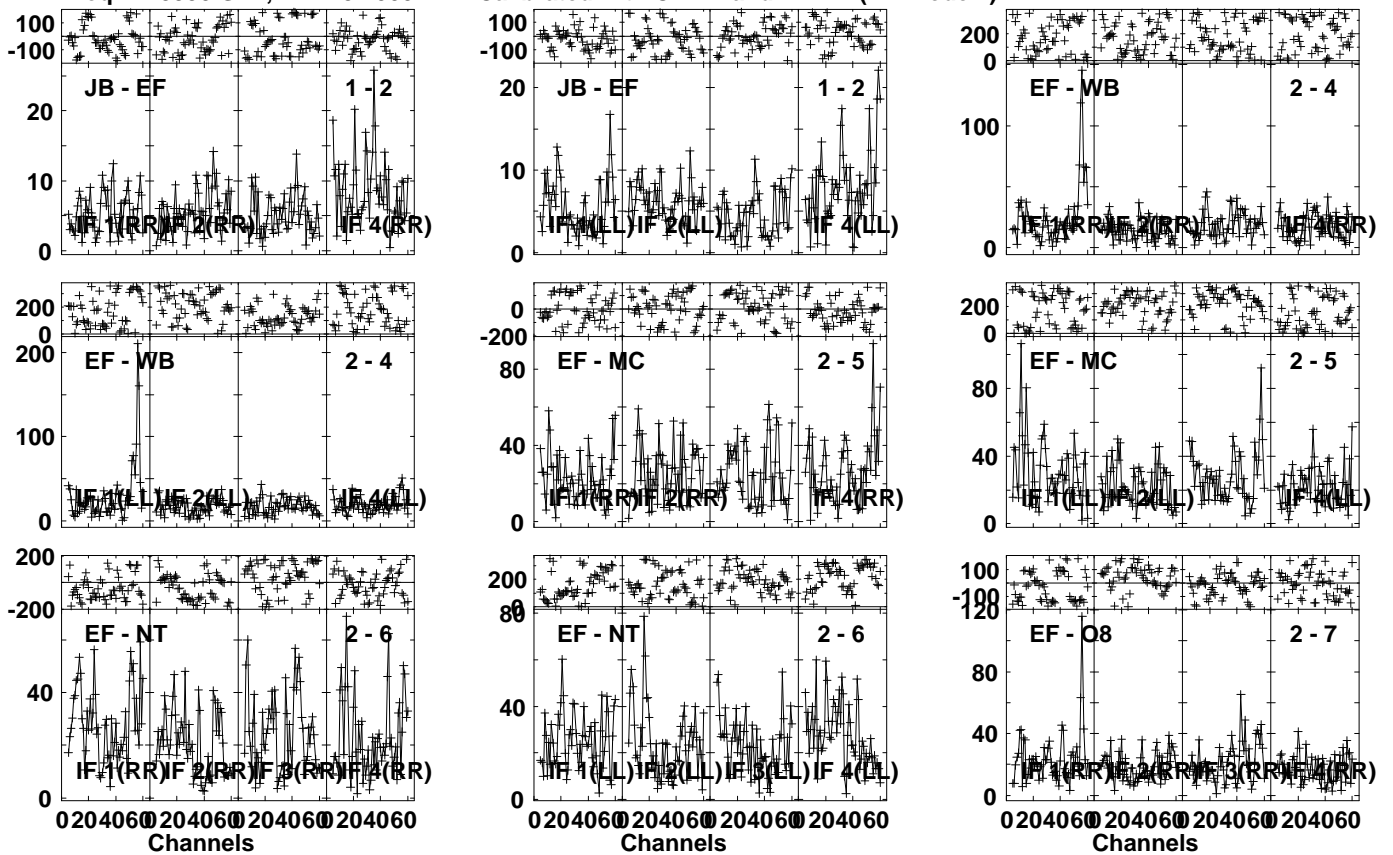 100
-100
JB - EF 1 - 2
20
10
0
IF 1(RR) IF 2(RR) IF 4(RR)
100
-100
JB - EF 1 - 2
20
10
0
IF 1(LL) IF 2(LL) IF 4(LL)
200
0
EF - WB 2 - 4
100
0
IF 1(RR) IF 2(RR) IF 4(RR)
200
0
EF - WB 2 - 4
200
100
0
IF 1(LL) IF 2(LL) IF 4(LL)
0
-200
EF - MC 2 - 5
80
40
0
IF 1(RR) IF 2(RR) IF 4(RR)
200
0
EF - MC 2 - 5
80
40
0
IF 1(LL) IF 2(LL) IF 4(LL)
200
-200
EF - NT 2 - 6
40
0
IF 1(RR) IF 2(RR) IF 3(RR) IF 4(RR)
0 20 40 60 0 20 40 60 0 20 40 60 0 20 40 60
Channels
200
0
EF - NT 2 - 6
80
40
0
IF 1(LL) IF 2(LL) IF 3(LL) IF 4(LL)
0 20 40 60 0 20 40 60 0 20 40 60 0 20 40 60
Channels
100
-100
EF - O8 2 - 7
120
80
40
0
IF 1(RR) IF 2(RR) IF 3(RR) IF 4(RR)
0 20 40 60 0 20 40 60 0 20 40 60 0 20 40 60
Channels